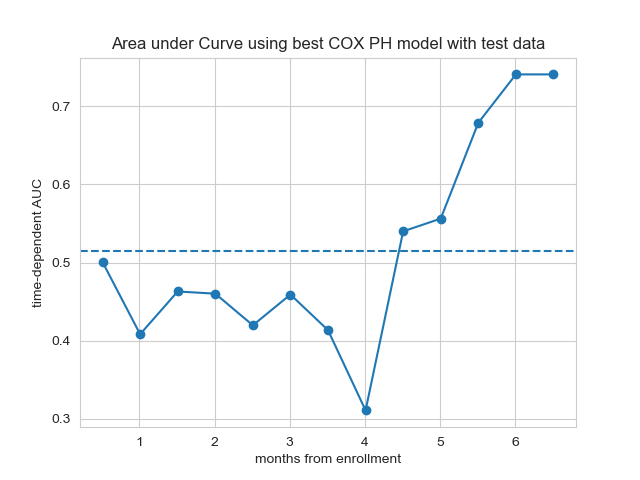 Area under Curve using best COX PH model with test data
time-dependent AUC
0.7
0.6
0.5
0.4
0.3
1 2 3 4 5 6
months from enrollment